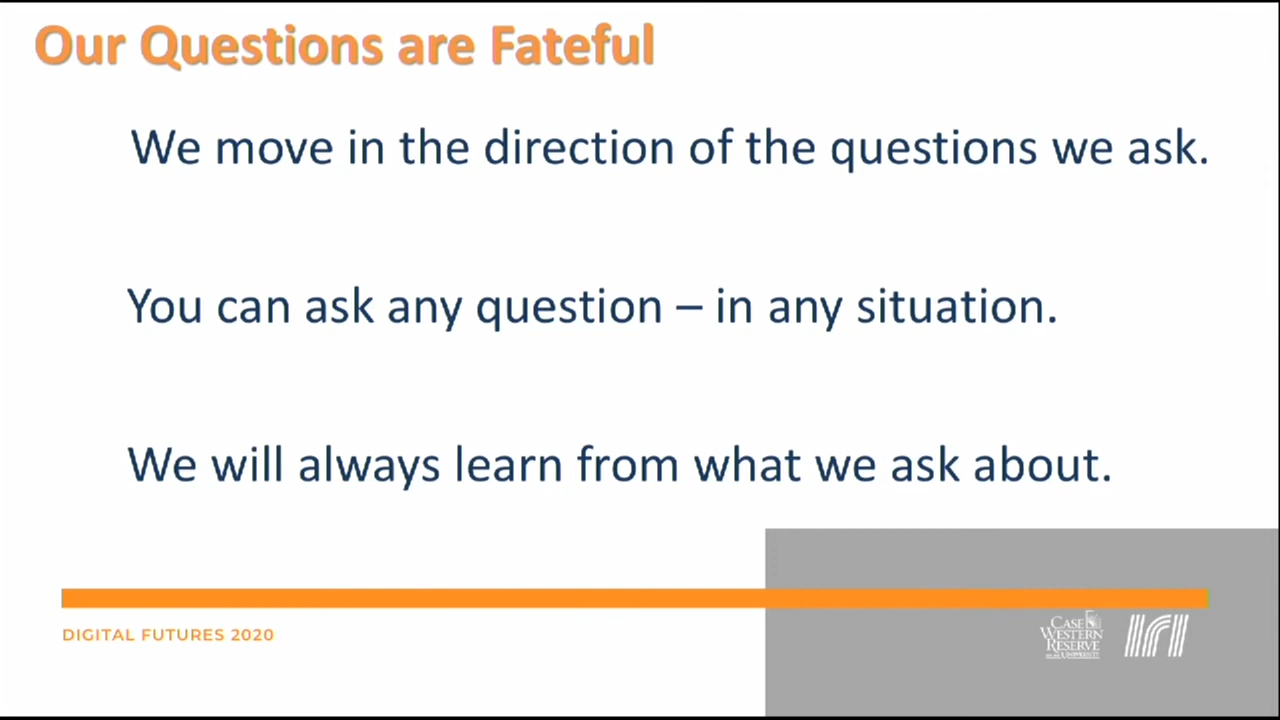 Our Questions are Fateful
We move in the direction of the questions we ask.
You can ask any question – in any situation.
We will always learn from what we ask about.
DIGITAL FUTURES 2020
CASE
WESTERN
RESERVE
UNIVERSITY